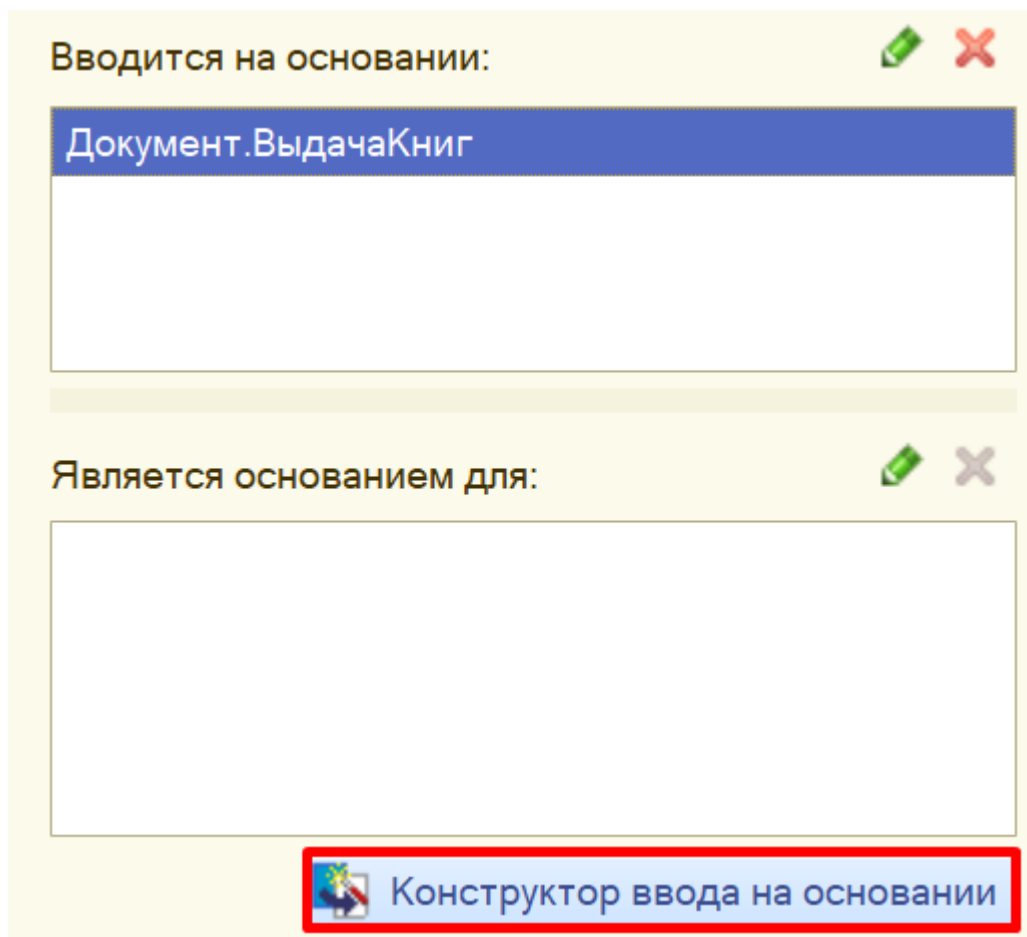 Вводится на основании:
Документ.ВыдачаКниг
Является основанием для:
Конструктор ввода на основании